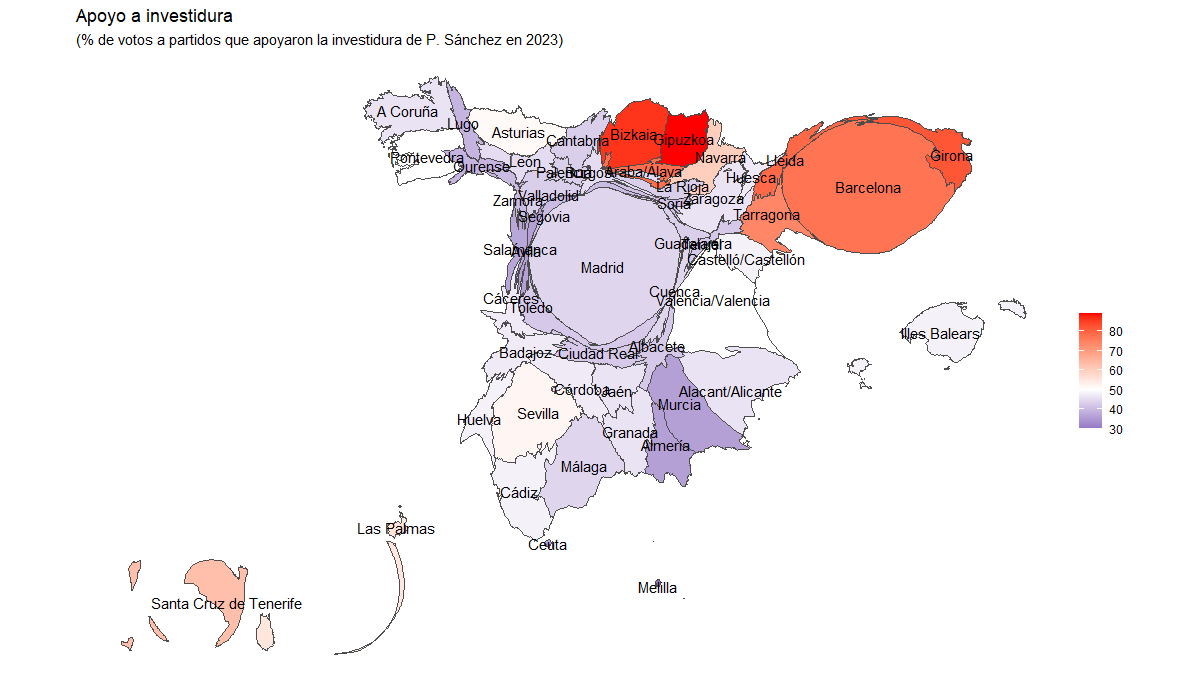 Apoyo a investidura
(% de votos a partidos que apoyaron la investidura de P. Sánchez en 2023)
A Coruña
Lugo
Asturias
Cantabria
Bizkaia
Gipuzkoa
Pontevedra
Ourense
León
Palencia
Burgos
Araba/Álava
Navarra
Lleida
Girona
Huesca
Barcelona
La Rioja
Zamora
Valladolid
Soria
Zaragoza
Segovia
Tarragona
Salamanca
Ávila
Guadalajara
Teruel
Castelló/Castellón
Madrid
Cáceres
Toledo
Cuenca
València/Valencia
Illes Balears
Badajoz
Ciudad Real
Albacete
Córdoba
Jaén
Alacant/Alicante
Murcia
Huelva
Sevilla
Granada
Almería
Málaga
Cádiz
Las Palmas
Ceuta
Melilla
Santa Cruz de Tenerife
80
70
60
50
40
30